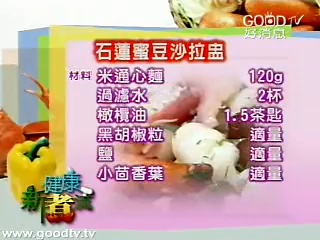 GOOD TV
好消息
石蓮蜜豆沙拉盅
材料 米通心麵 120g
過濾水 2杯
橄欖油 1.5茶匙
黑胡椒粒 適量
鹽 適量
小茴香葉 適量
健康
新煮
www.goodtv.tv